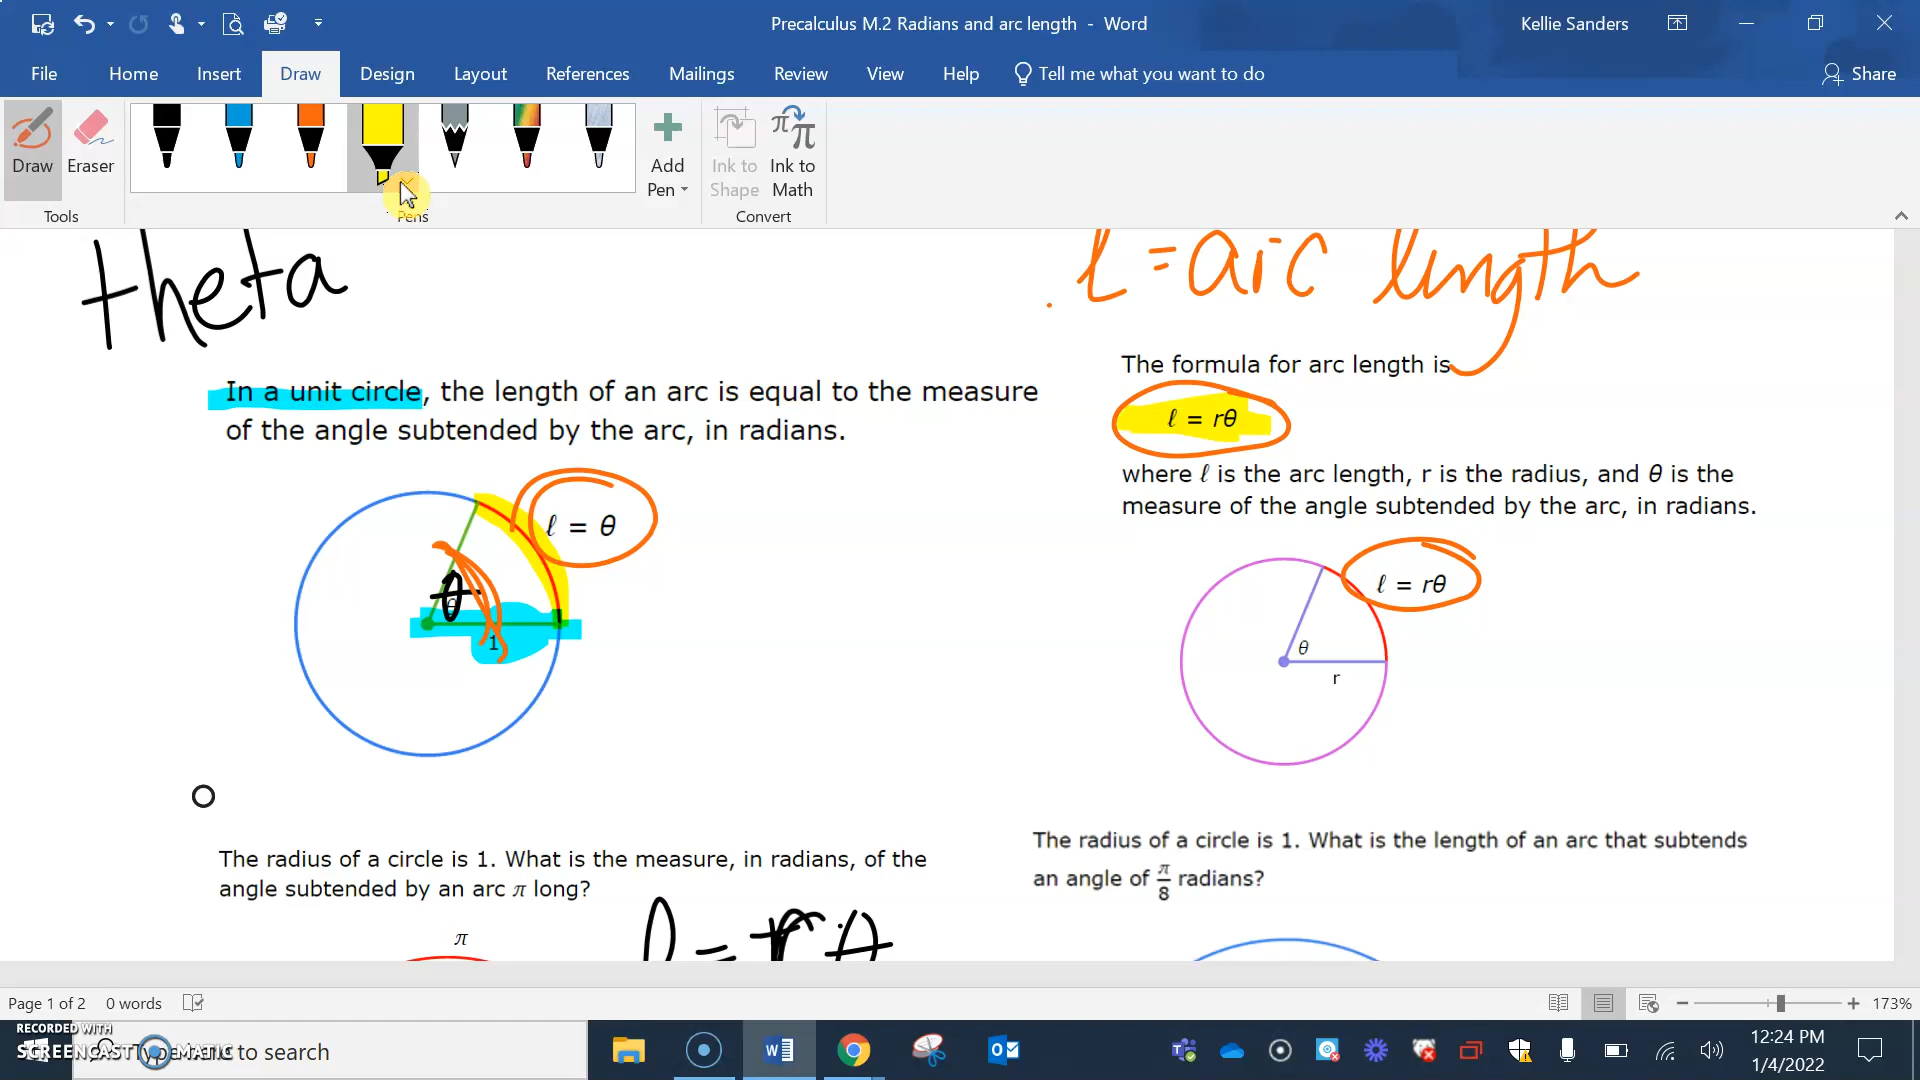 Precalculus M.2 Radians and arc length - Word
Kellie Sanders
File Home Insert Draw Design Layout References Mailings Review View Help Tell me what you want to do
Share
Draw Eraser
Add Pen
Ink to Shape
Ink to Math
Tools Pens Convert
theta
ℓ = arc length
In a unit circle, the length of an arc is equal to the measure
of the angle subtended by the arc, in radians.
ℓ = θ
θ
1
The formula for arc length is
ℓ = rθ
where ℓ is the arc length, r is the radius, and θ is the
measure of the angle subtended by the arc, in radians.
ℓ = rθ
θ
r
The radius of a circle is 1. What is the measure, in radians, of the
angle subtended by an arc π long?
π
ℓ = rθ
The radius of a circle is 1. What is the length of an arc that subtends
an angle of π/8 radians?
Page 1 of 2 0 words
173%
RECORDED WITH
SCREENCAST MATIC
Type here to search
12:24 PM
1/4/2022